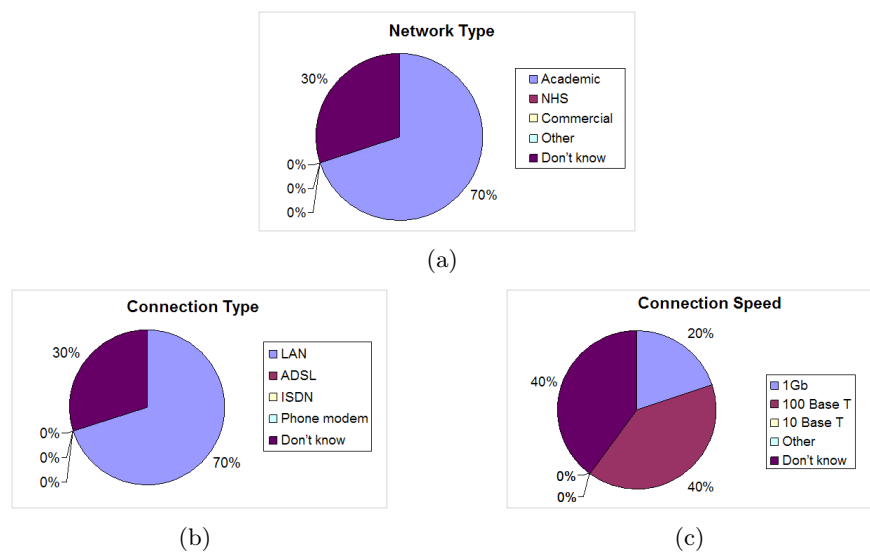 Network Type
30%
0%
0%
0%
70%
Academic
NHS
Commercial
Other
Don't know
(a)
Connection Type
30%
0%
0%
0%
70%
LAN
ADSL
ISDN
Phone modem
Don't know
(b)
Connection Speed
20%
40%
0%
0%
40%
1Gb
100 Base T
10 Base T
Other
Don't know
(c)